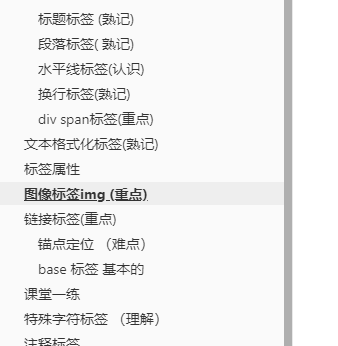 标题标签 (熟记)
段落标签( 熟记)
水平线标签(认识)
换行标签(熟记)
div span标签(重点)
文本格式化标签(熟记)
标签属性
图像标签img (重点)
链接标签(重点)
锚点定位 （难点）
base 标签 基本的
课堂一练
特殊字符标签 （理解）
注释标签